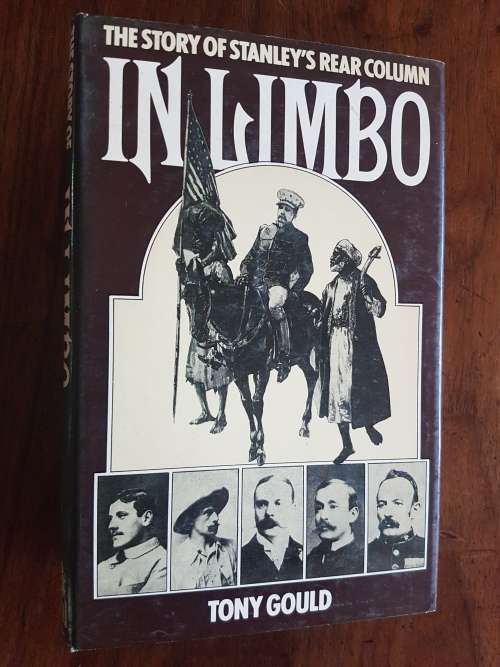 THE STORY OF STANLEY'S REAR COLUMN
IN LIMBO
TONY GOULD